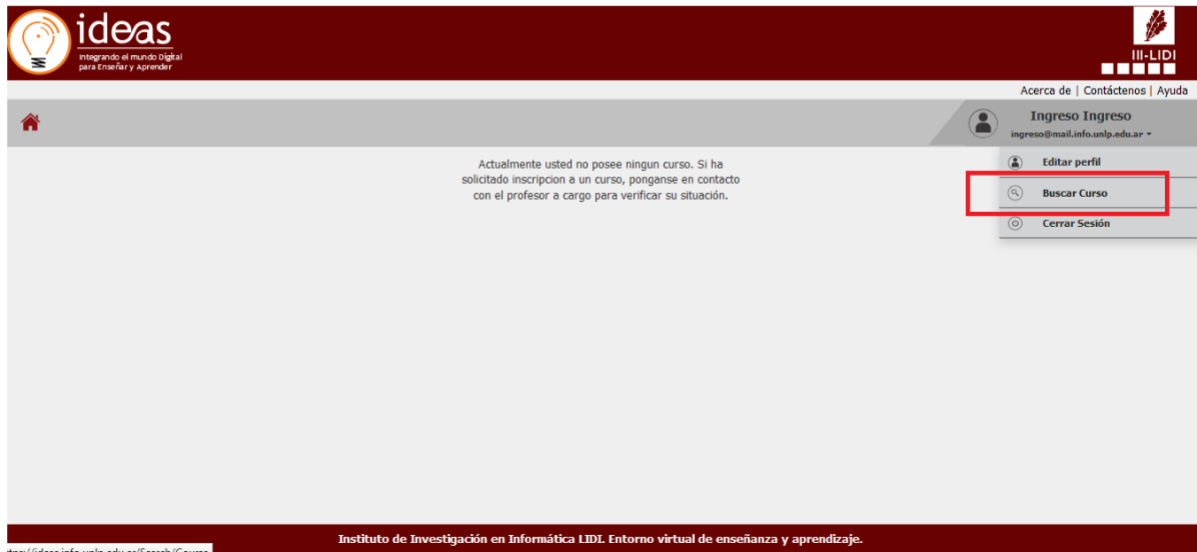 ideas
Integrando el mundo Digital
para Enseñar y Aprender
III-LIDI
Acerca de | Contáctenos | Ayuda
Ingreso Ingreso
ingreso@mail.info.unlp.edu.ar
Actualmente usted no posee ningun curso. Si ha
solicitado inscripcion a un curso, ponganse en contacto
con el profesor a cargo para verificar su situación.
Editar perfil
Buscar Curso
Cerrar Sesión
Instituto de Investigación en Informática LIDI. Entorno virtual de enseñanza y aprendizaje.